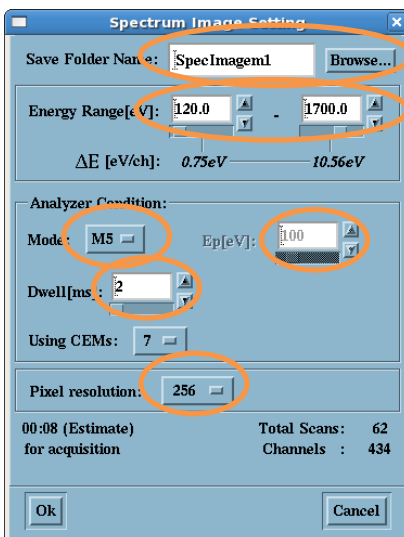 Spectrum Image Setting
Save Folder Name: SpecImagem1 Browse...
Energy Range[eV]: 120.0 - 1700.0
ΔE [eV/ch]: 0.75eV 10.56eV
Analyzer Condition:
Mode: M5 Ep[eV]: 100
Dwell[ms]: 2
Using CEMs: 7
Pixel resolution: 256
00:08 (Estimate) Total Scans: 62
for acquisition Channels : 434
Ok Cancel